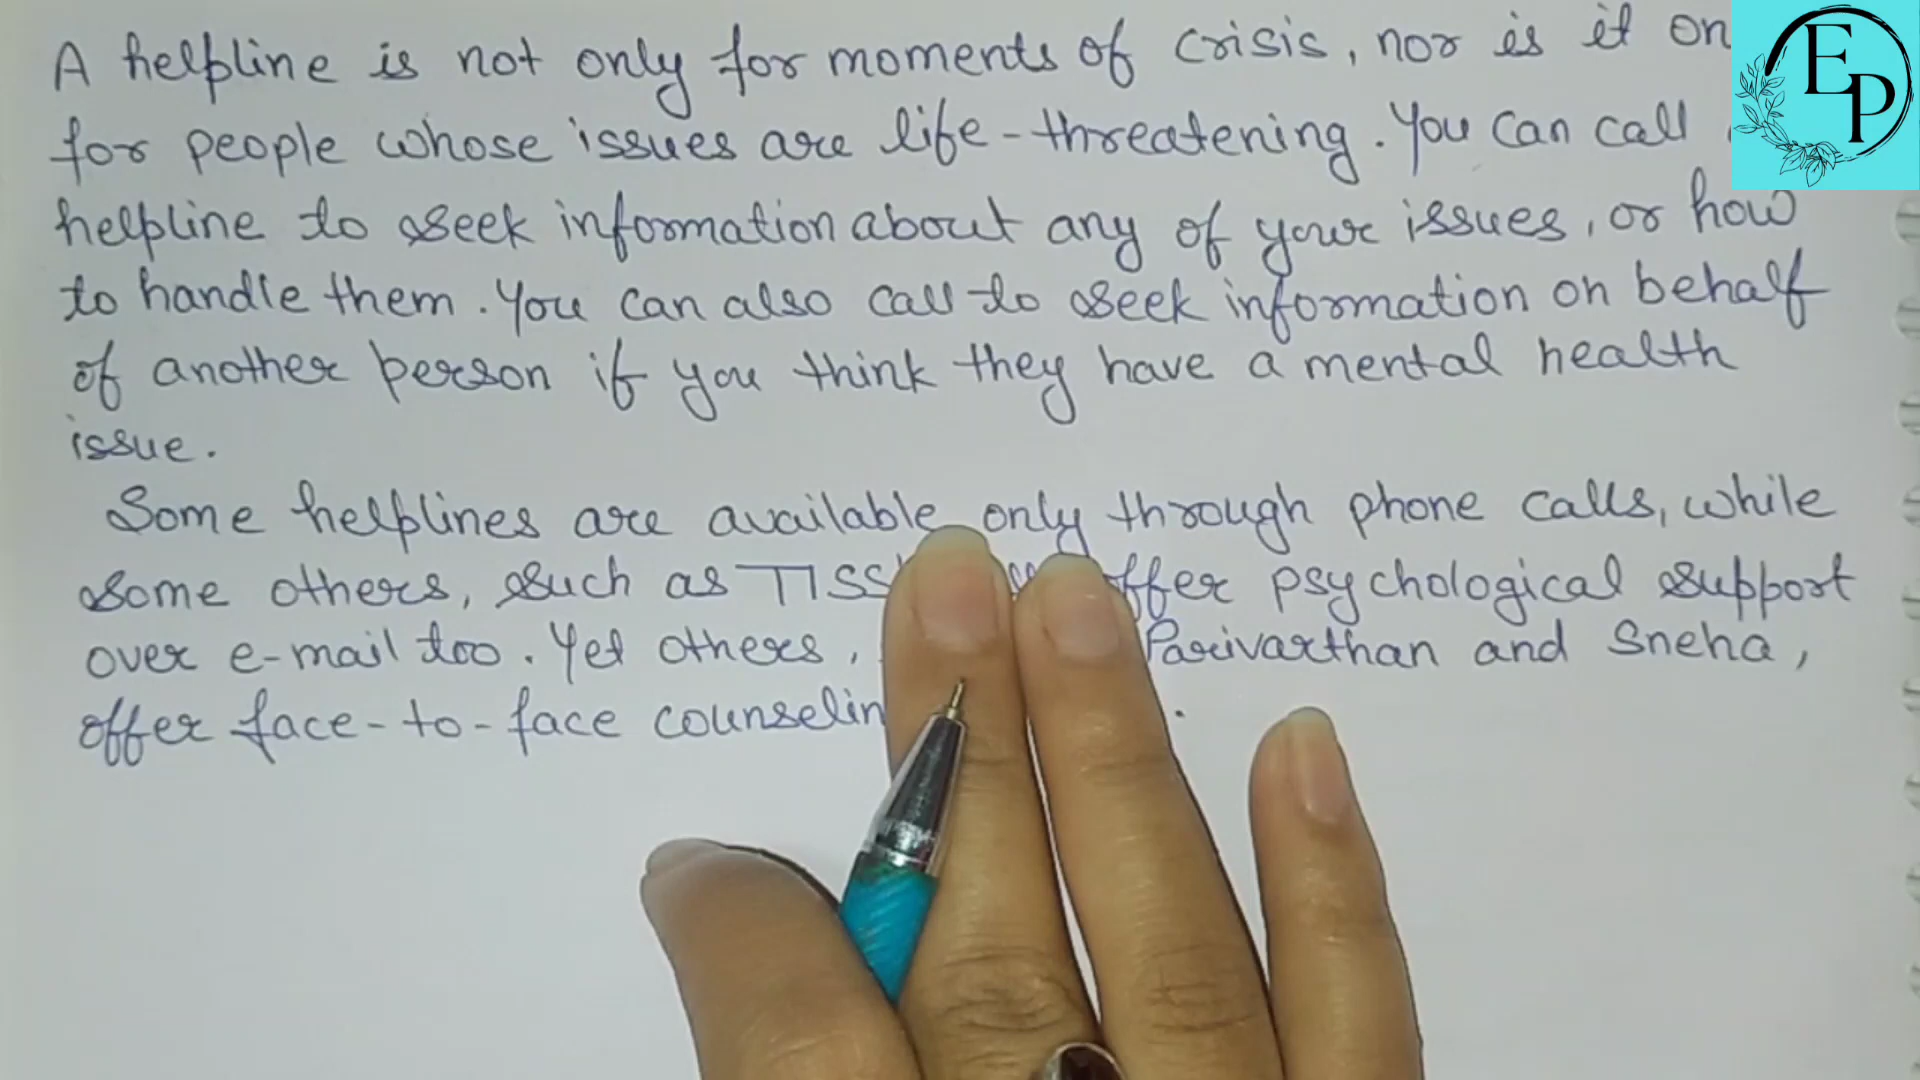 A helpline is not only for moments of crisis, nor is it on
for people whose issues are life-threatening. You can call
helpline to seek information about any of your issues, or how
to handle them. You can also call to seek information on behalf
of another person if you think they have a mental health
issue.
Some helplines are available only through phone calls, while
some others, such as TISS offer psychological support
over e-mail too. Yet others, Parivarthan and Sneha,
offer face-to-face counselin
EP